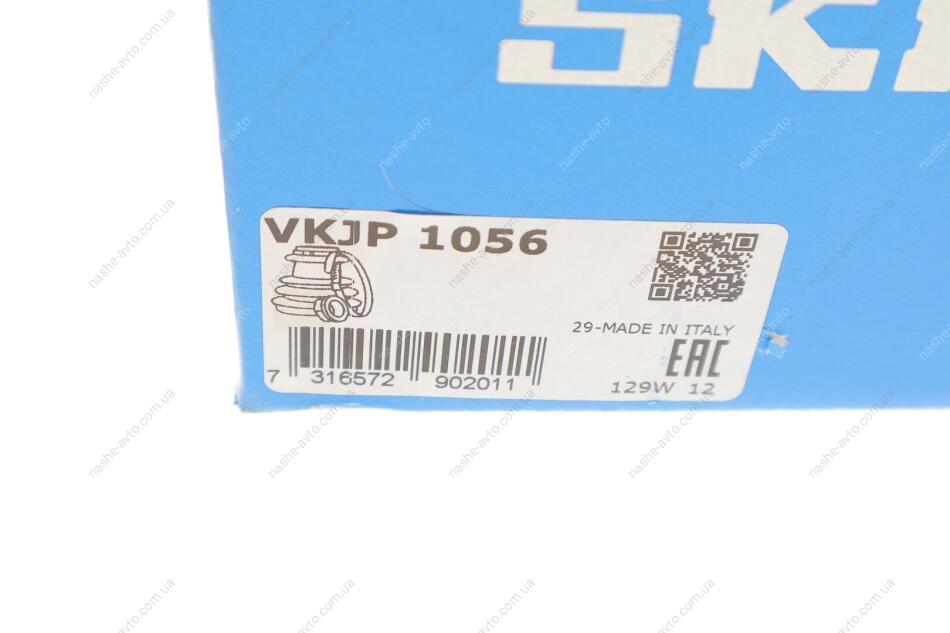 SKF
VKJP 1056
29-MADE IN ITALY
EAC
129W 12
7 316572 902011
nashe-avto.com.ua